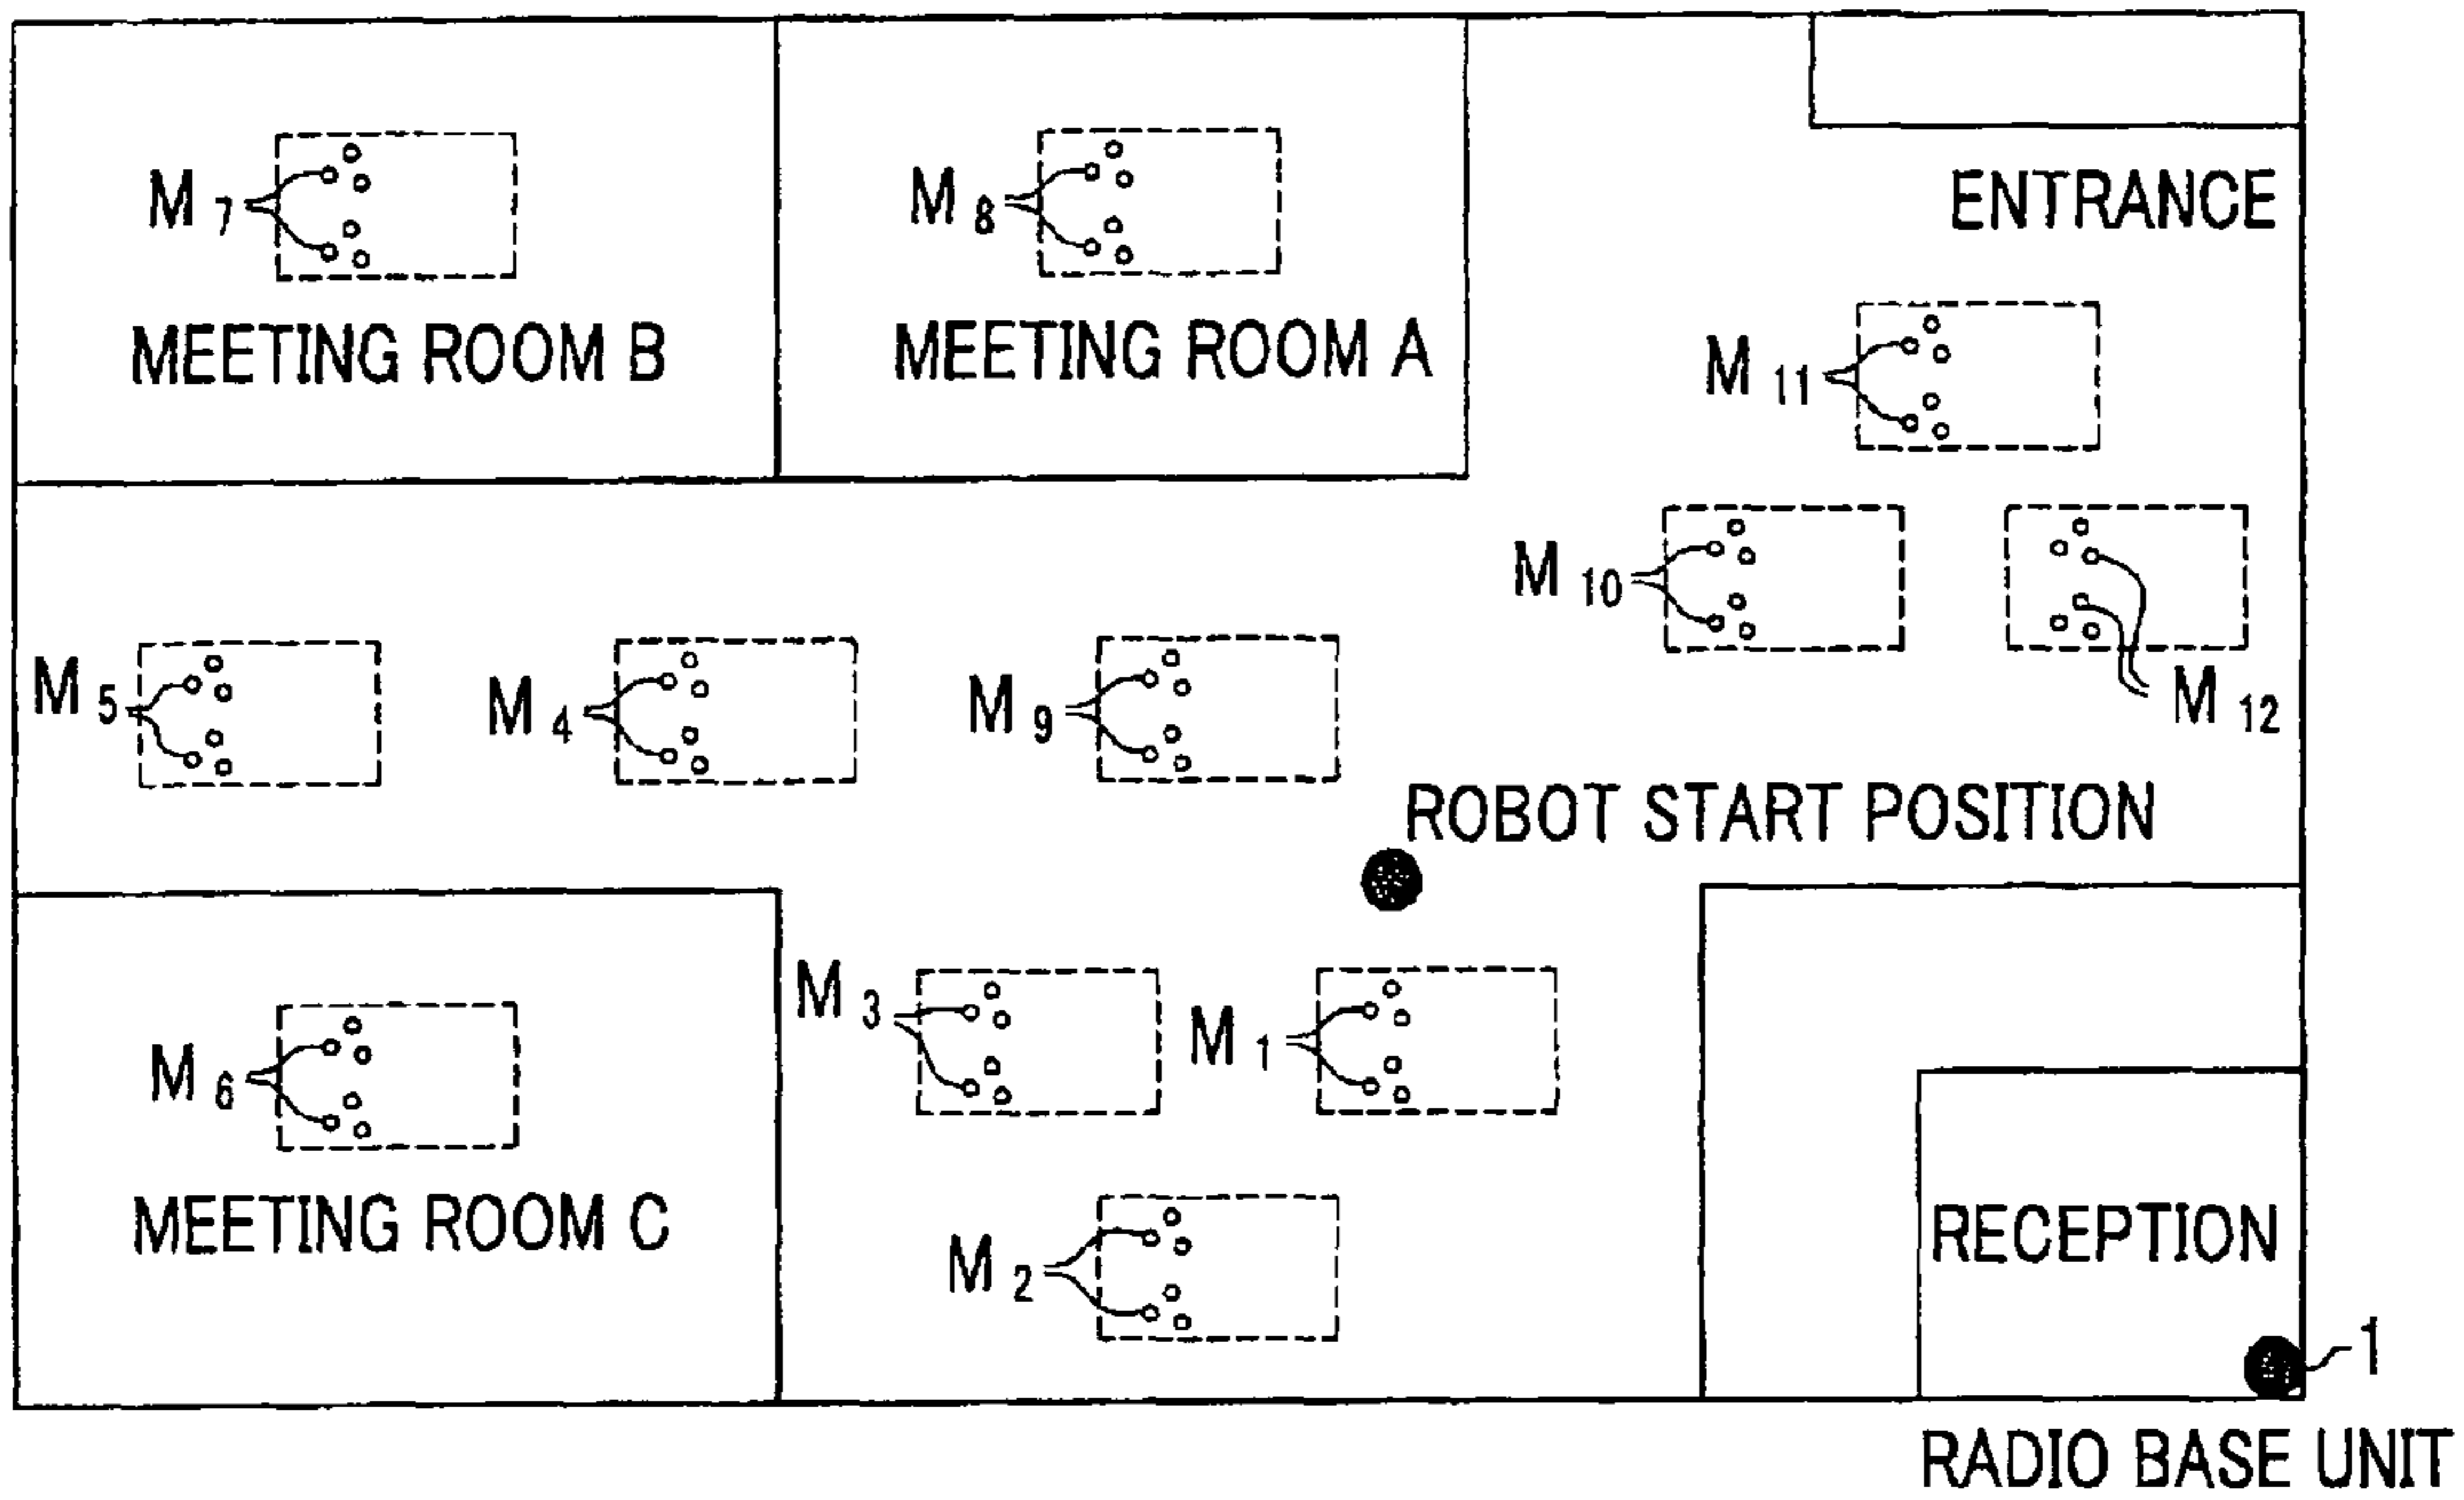 M7
M8
ENTRANCE
MEETING ROOM B
MEETING ROOM A
M11
M10
M5
M4
M9
M12
ROBOT START POSITION
M3
M1
M6
MEETING ROOM C
M2
RECEPTION
1
RADIO BASE UNIT